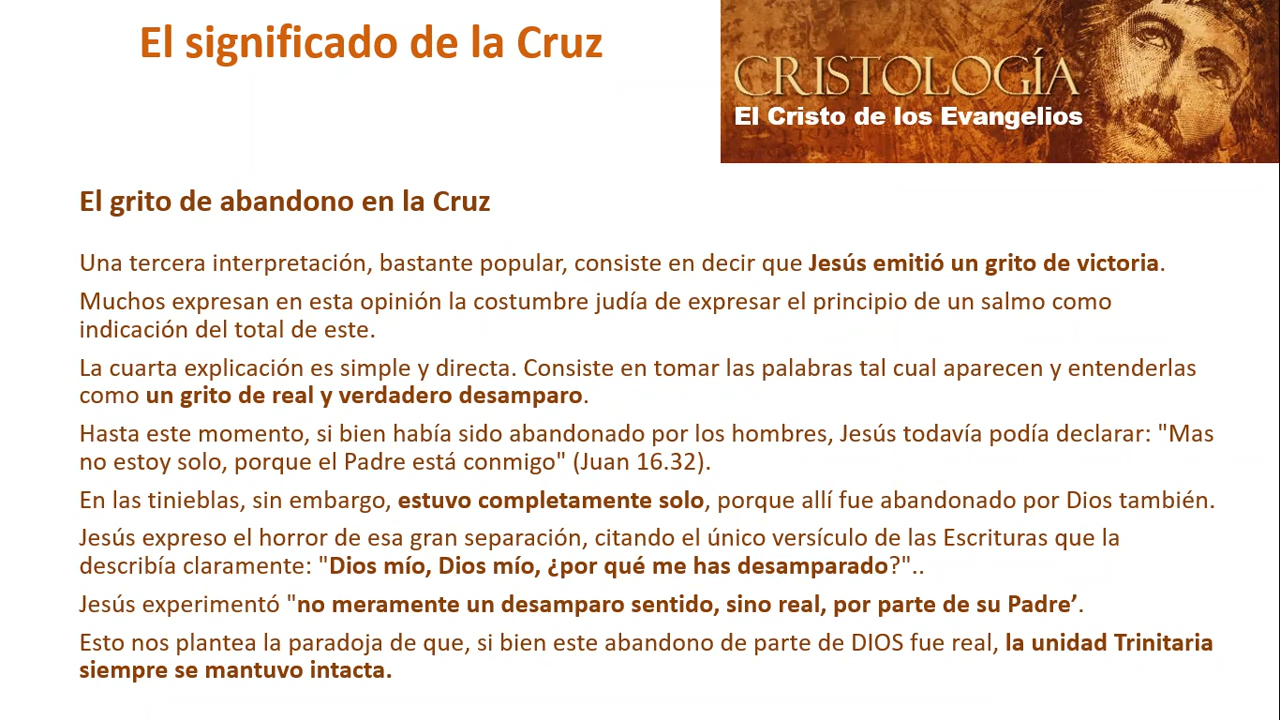 El significado de la Cruz
CRISTOLOGÍA
El Cristo de los Evangelios
El grito de abandono en la Cruz
Una tercera interpretación, bastante popular, consiste en decir que Jesús emitió un grito de victoria.
Muchos expresan en esta opinión la costumbre judía de expresar el principio de un salmo como
indicación del total de este.
La cuarta explicación es simple y directa. Consiste en tomar las palabras tal cual aparecen y entenderlas
como un grito de real y verdadero desamparo.
Hasta este momento, si bien había sido abandonado por los hombres, Jesús todavía podía declarar: "Mas
no estoy solo, porque el Padre está conmigo" (Juan 16.32).
En las tinieblas, sin embargo, estuvo completamente solo, porque allí fue abandonado por Dios también.
Jesús expreso el horror de esa gran separación, citando el único versículo de las Escrituras que la
describía claramente: "Dios mío, Dios mío, ¿por qué me has desamparado?"..
Jesús experimentó "no meramente un desamparo sentido, sino real, por parte de su Padre’.
Esto nos plantea la paradoja de que, si bien este abandono de parte de DIOS fue real, la unidad Trinitaria
siempre se mantuvo intacta.